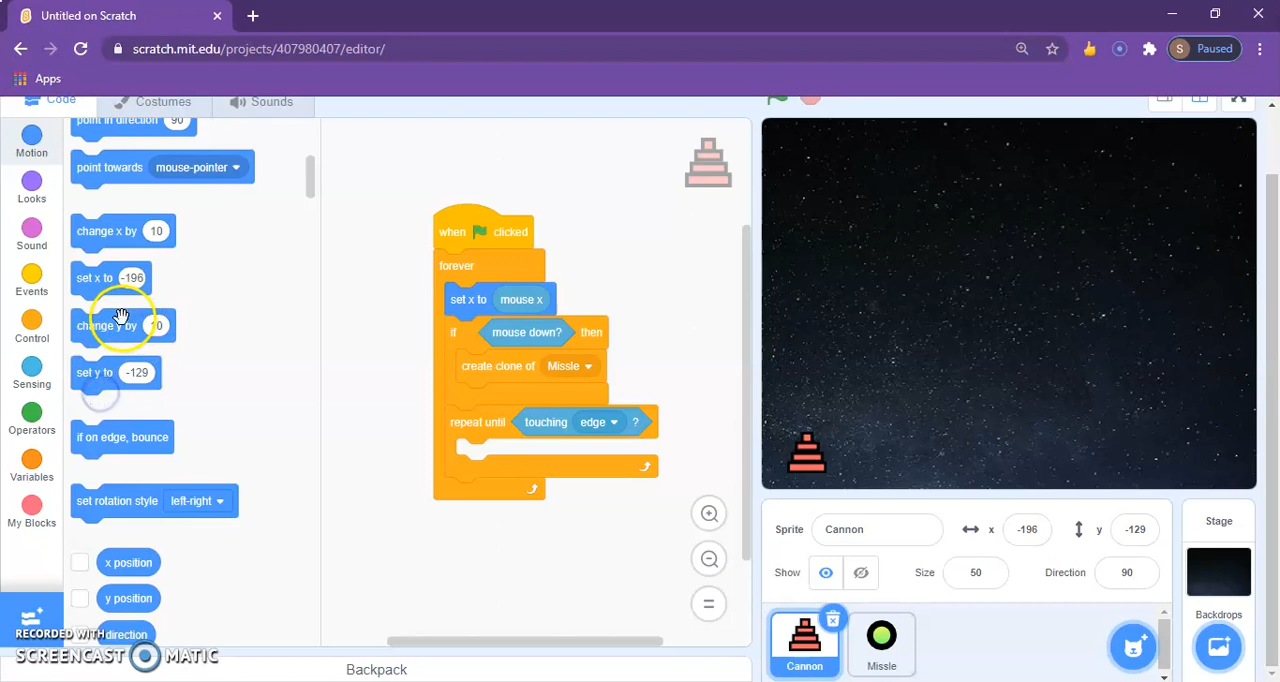 Untitled on Scratch
scratch.mit.edu/projects/407980407/editor/
S Paused
Apps
Code
Costumes
Sounds
Motion
Looks
Sound
Events
Control
Sensing
Operators
Variables
My Blocks
point in direction 90
point towards mouse-pointer
change x by 10
set x to -196
change y by 10
set y to -129
if on edge, bounce
set rotation style left-right
x position
y position
direction
when clicked
forever
set x to mouse x
if mouse down? then
create clone of Missle
repeat until touching edge ?
Sprite Cannon x -196 y -129
Show Size 50 Direction 90
Cannon
Missle
Stage
Backdrops
Backpack
RECORDED WITH
SCREENCAST MATIC